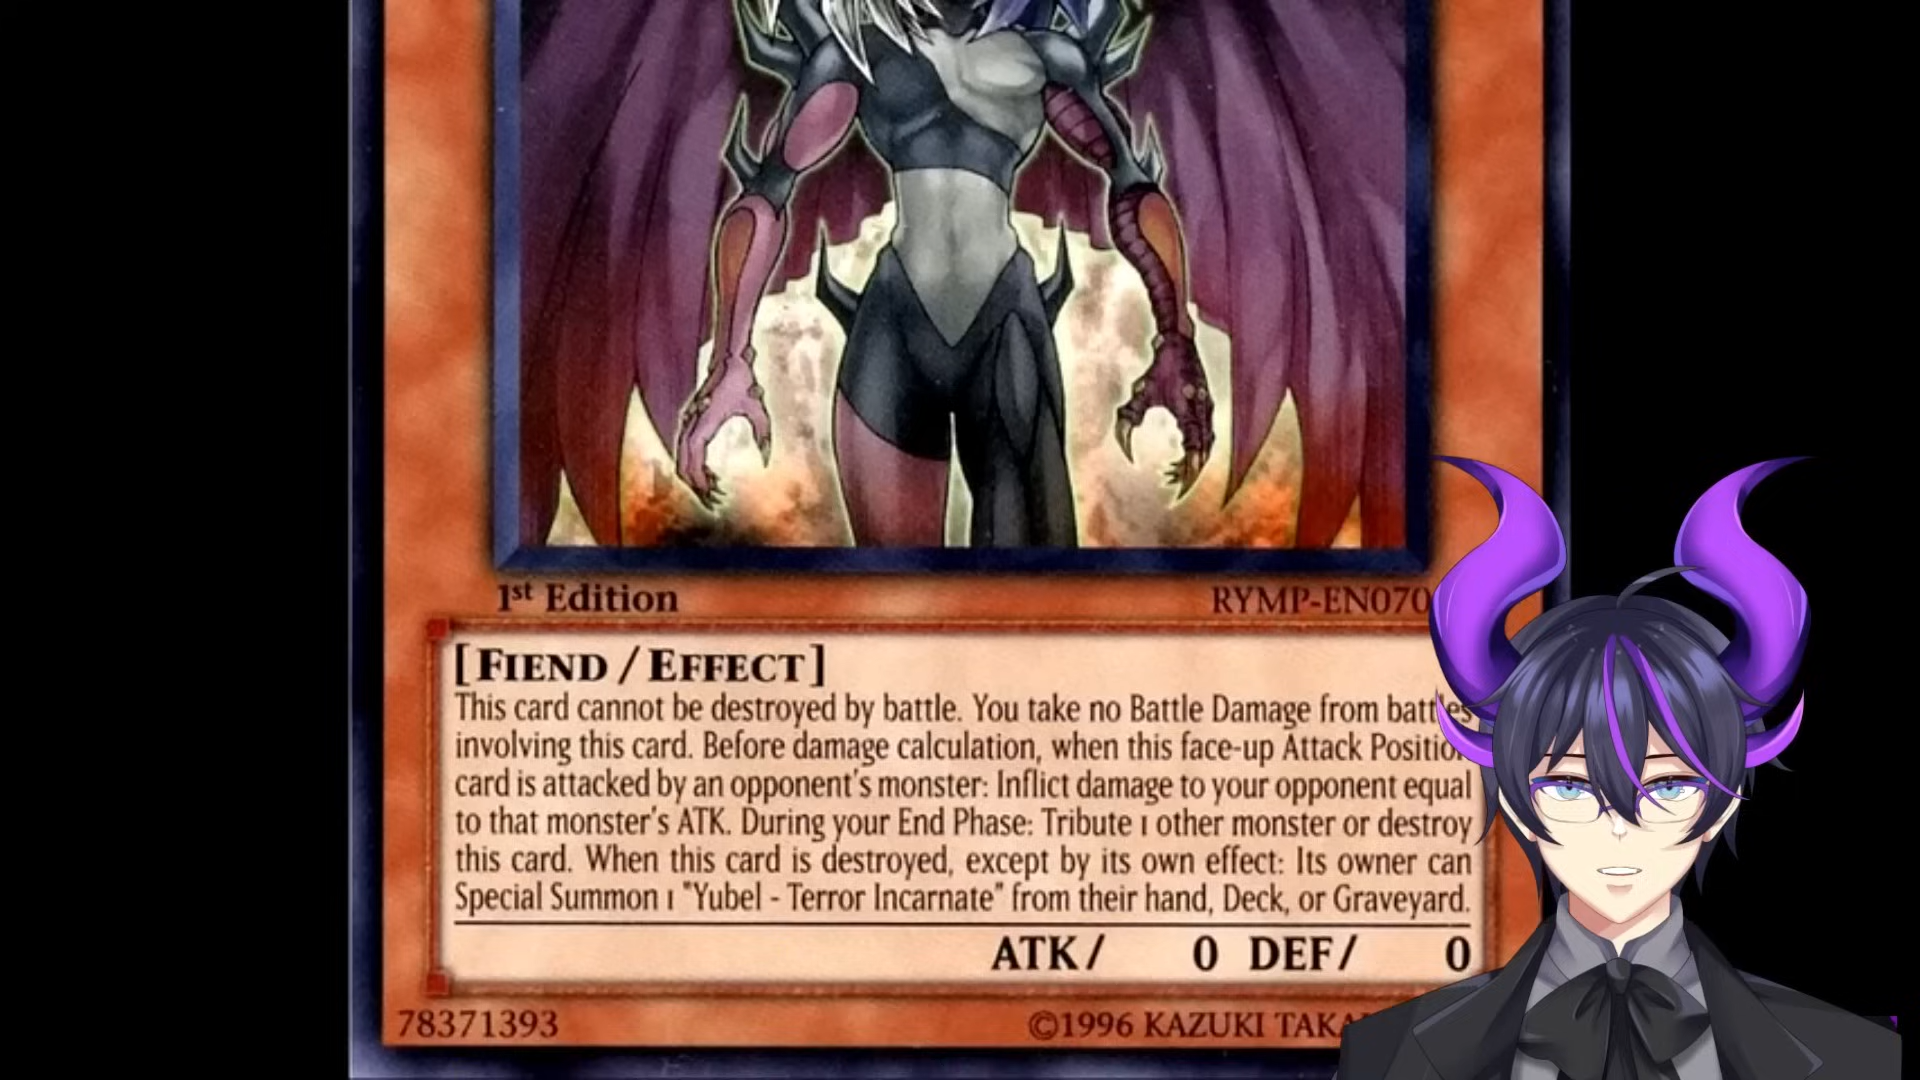 1st Edition
RYMP-EN070
[FIEND / EFFECT]
This card cannot be destroyed by battle. You take no Battle Damage from battles
involving this card. Before damage calculation, when this face-up Attack Position
card is attacked by an opponent's monster: Inflict damage to your opponent equal
to that monster's ATK. During your End Phase: Tribute 1 other monster or destroy
this card. When this card is destroyed, except by its own effect: Its owner can
Special Summon 1 "Yubel - Terror Incarnate" from their hand, Deck, or Graveyard.
ATK/ 0 DEF/ 0
78371393
©1996 KAZUKI